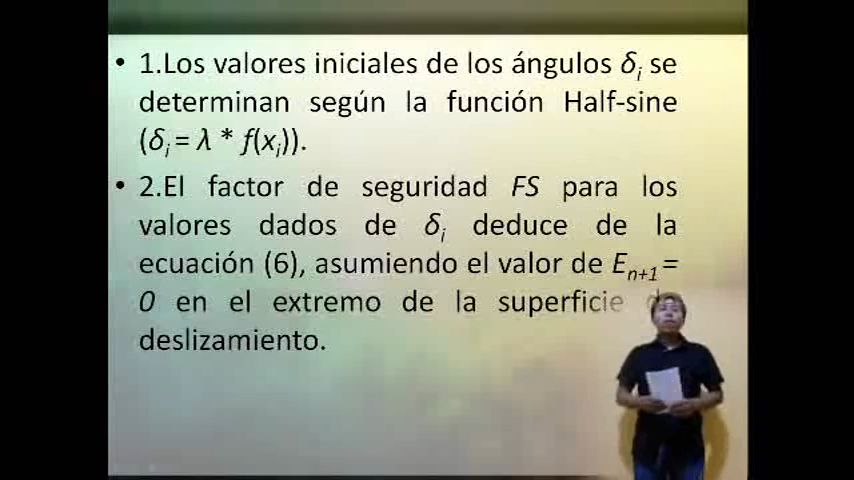 • 1.Los valores iniciales de los ángulos δi se
determinan según la función Half-sine
(δi = λ * f(xi)).
• 2.El factor de seguridad FS para los
valores dados de δi deduce de la
ecuación (6), asumiendo el valor de En+1 =
0 en el extremo de la superficie de
deslizamiento.